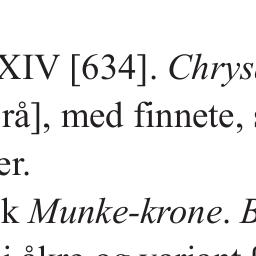 XIV [634]. Chrys
rå], med finnete,
er.
k Munke-krone. B
i åkre og variant